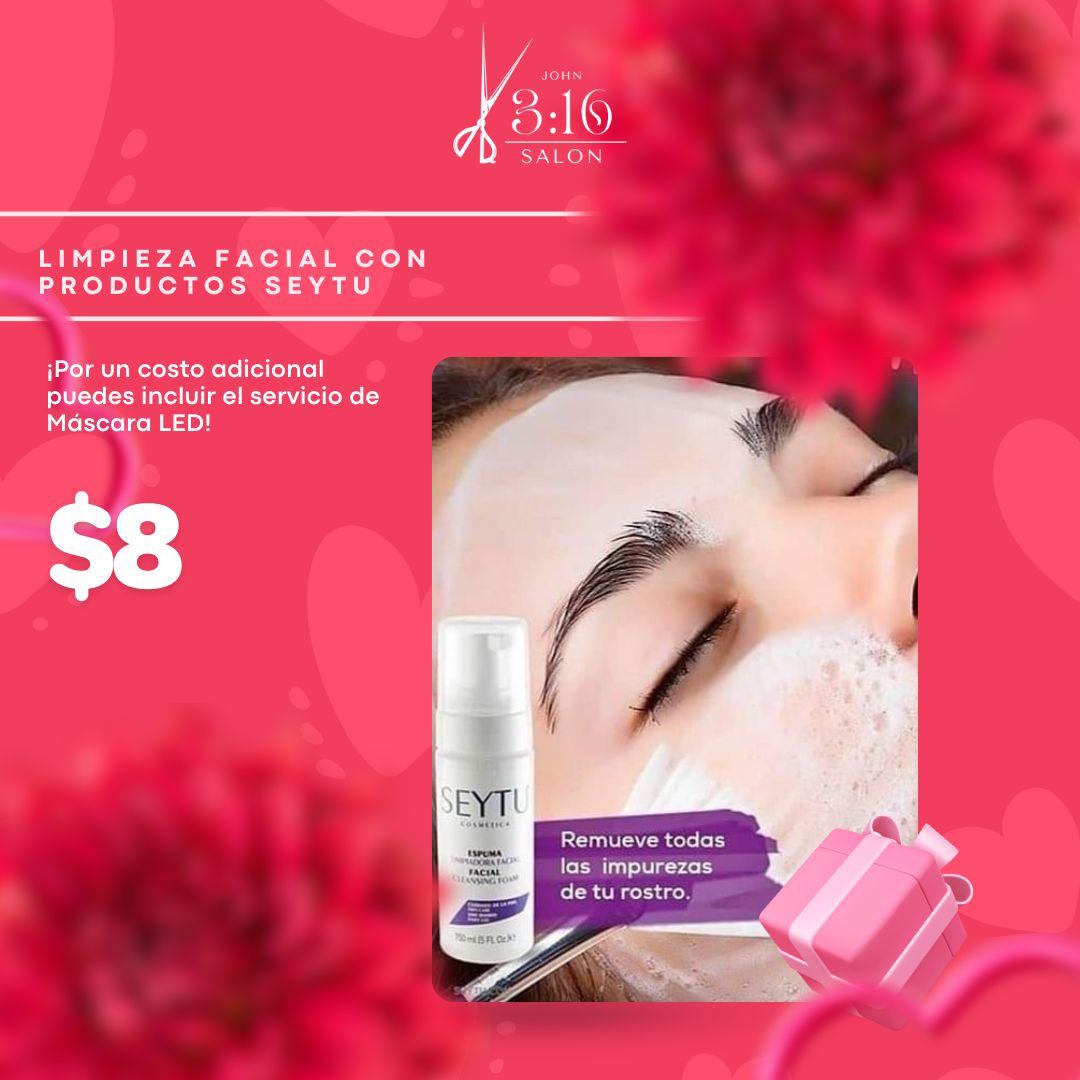 JOHN
3:16
SALON
LIMPIEZA FACIAL CON
PRODUCTOS SEYTU
¡Por un costo adicional
puedes incluir el servicio de
Máscara LED!
$8
SEYTU
COSMÉTICA
ESPUMA
LIMPIADORA FACIAL
FACIAL
CLEANSING FOAM
Remueve todas
las impurezas
de tu rostro.